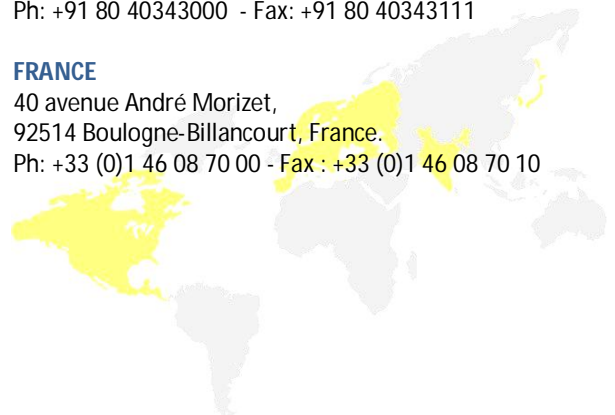 Ph: +91 80 40343000 - Fax: +91 80 40343111
FRANCE
40 avenue André Morizet,
92514 Boulogne-Billancourt, France.
Ph: +33 (0)1 46 08 70 00 - Fax : +33 (0)1 46 08 70 10